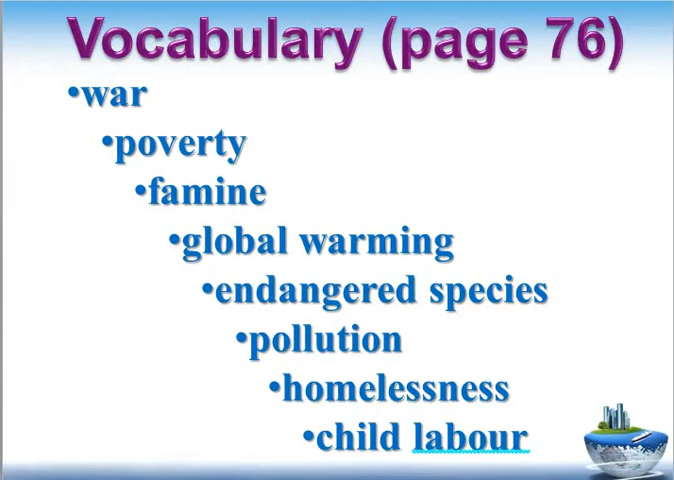 Vocabulary (page 76)
•war
•poverty
•famine
•global warming
•endangered species
•pollution
•homelessness
•child labour